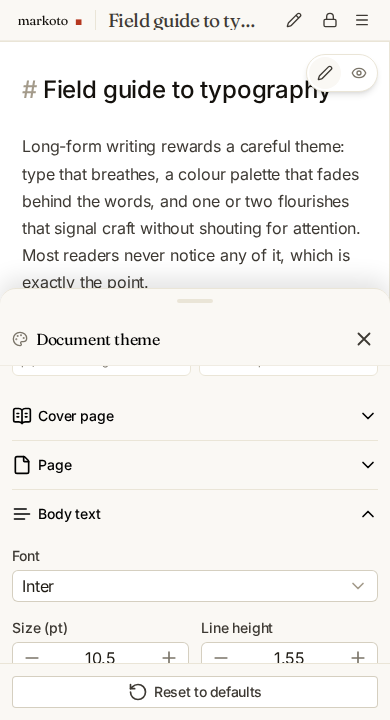 markoto
Field guide to ty…
# Field guide to typography
Long-form writing rewards a careful theme:
type that breathes, a colour palette that fades
behind the words, and one or two flourishes
that signal craft without shouting for attention.
Most readers never notice any of it, which is
exactly the point.
Document theme
Cover page
Page
Body text
Font
Inter
Size (pt)
Line height
10.5
1.55
Reset to defaults